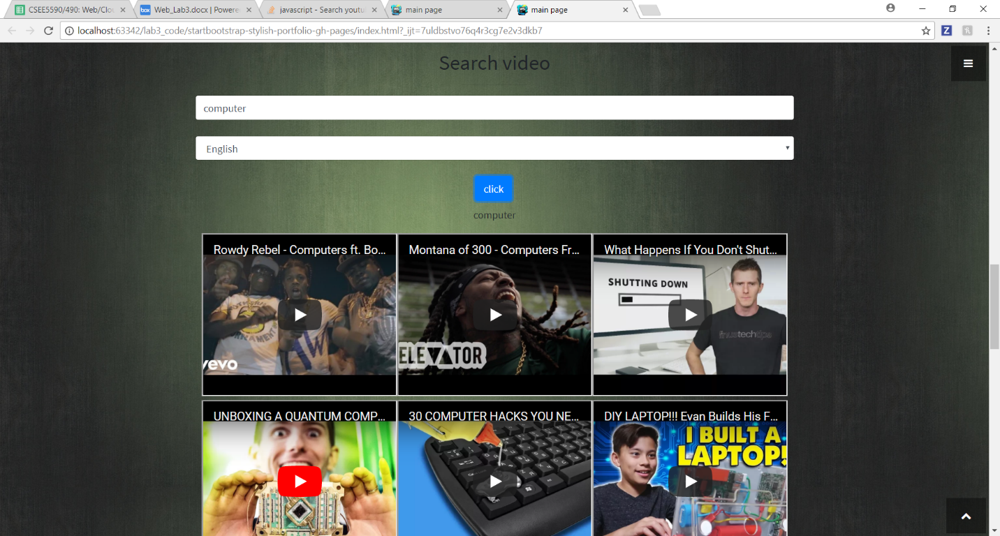 CSEE5590/490: Web/Clou
Web_Lab3.docx | Powere
javascript - Search youtu
main page
main page
localhost:63342/lab3_code/startbootstrap-stylish-portfolio-gh-pages/index.html?_ijt=7uldbstvo76q4r3cg7e2v3dkb7
Search video
computer
English
click
computer
Rowdy Rebel - Computers ft. Bo...
Montana of 300 - Computers Fr...
What Happens If You Don't Shut...
SHUTTING DOWN
vevo
ELEVATOR
UNBOXING A QUANTUM COMP...
30 COMPUTER HACKS YOU NE...
DIY LAPTOP!!! Evan Builds His F...
I BUILT A
LAPTOP!